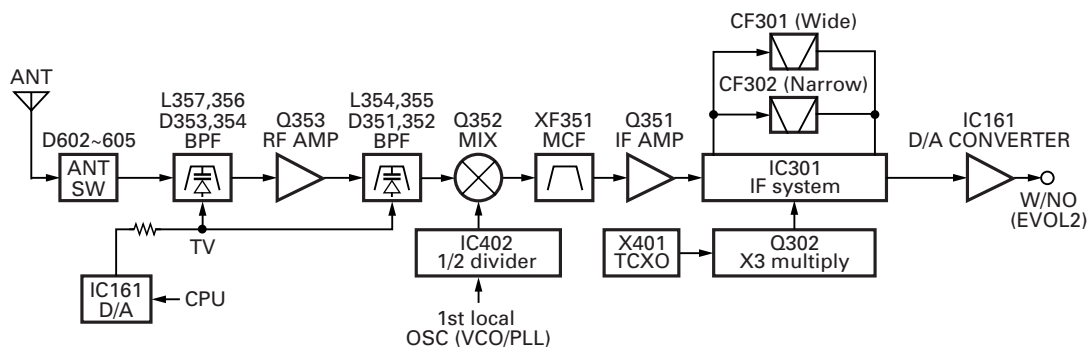 CF301 (Wide)
CF302 (Narrow)
ANT
D602~605
ANT
SW
L357,356
D353,354
BPF
Q353
RF AMP
L354,355
D351,352
BPF
Q352
MIX
XF351
MCF
Q351
IF AMP
IC301
IF system
IC161
D/A CONVERTER
W/NO
(EVOL2)
TV
IC402
1/2 divider
X401
TCXO
Q302
X3 multiply
IC161
D/A
CPU
1st local
OSC (VCO/PLL)